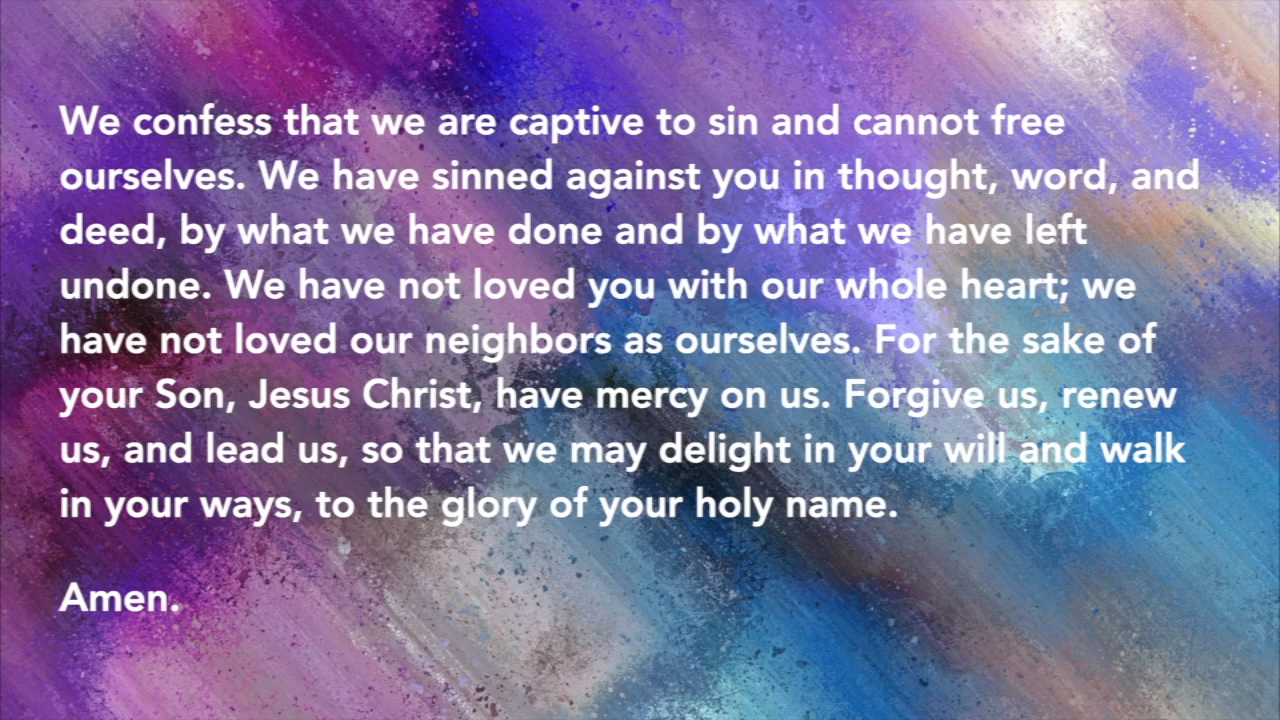 We confess that we are captive to sin and cannot free
ourselves. We have sinned against you in thought, word, and
deed, by what we have done and by what we have left
undone. We have not loved you with our whole heart; we
have not loved our neighbors as ourselves. For the sake of
your Son, Jesus Christ, have mercy on us. Forgive us, renew
us, and lead us, so that we may delight in your will and walk
in your ways, to the glory of your holy name.
Amen.